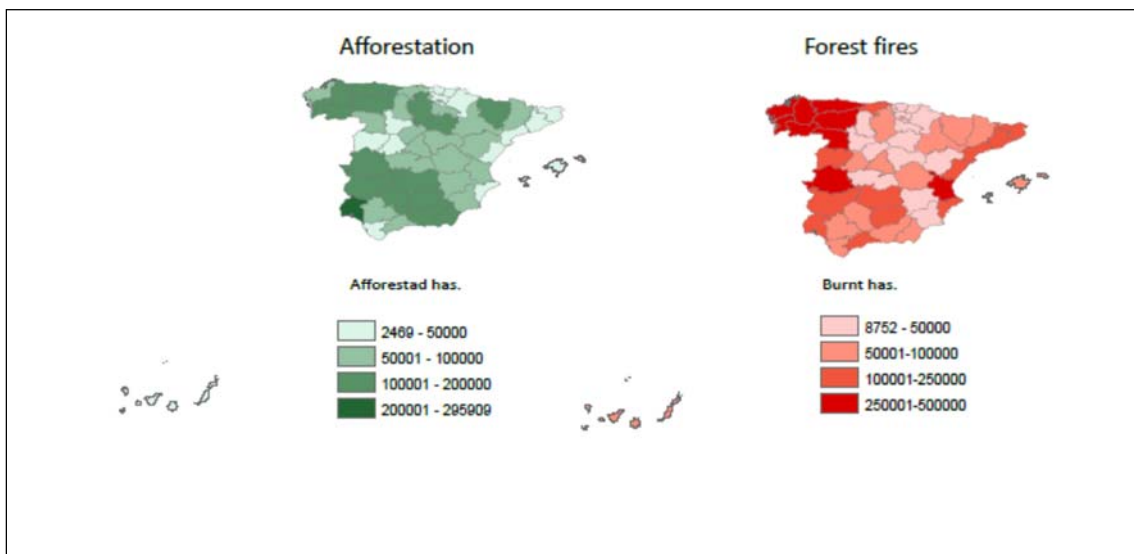 Afforestation
Forest fires
Afforestad has.
2469 - 50000
50001 - 100000
100001 - 200000
200001 - 295909
Burnt has.
8752 - 50000
50001-100000
100001-250000
250001-500000